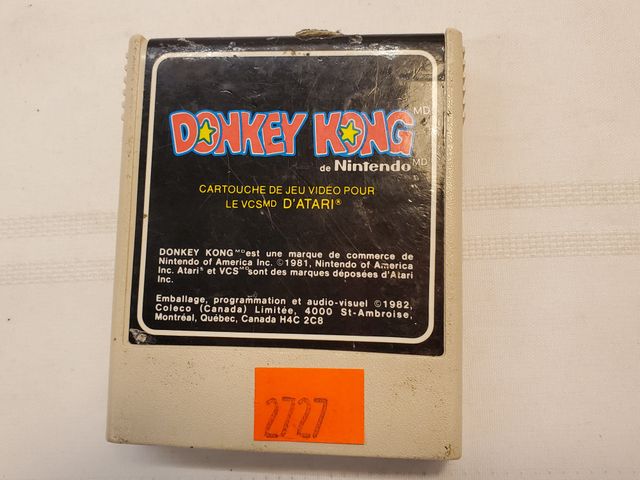 DONKEY KONG MD
de Nintendo MD
CARTOUCHE DE JEU VIDÉO POUR
LE VCS MD D'ATARI®
DONKEY KONG MD est une marque de commerce de
Nintendo of America Inc. ©1981, Nintendo of America
Inc. Atari® et VCS MD sont des marques déposées d'Atari
Inc.
Emballage, programmation et audio-visuel ©1982,
Coleco (Canada) Limitée, 4000 St-Ambroise,
Montréal, Québec, Canada H4C 2C8
2727